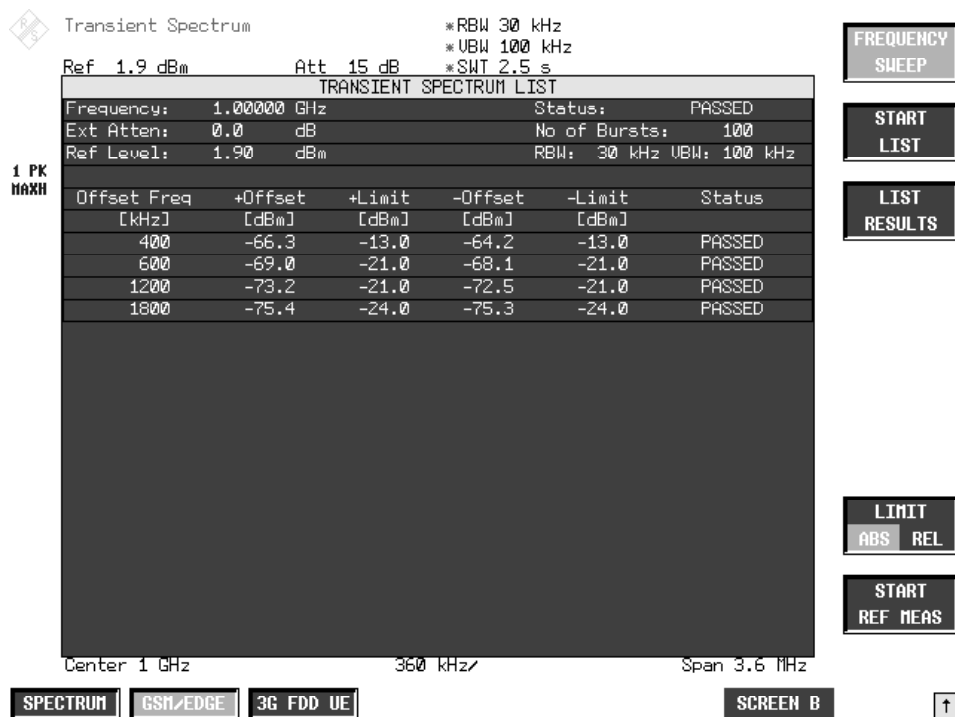 R/S
Transient Spectrum
*RBW 30 kHz
*VBW 100 kHz
Ref 1.9 dBm Att 15 dB *SWT 2.5 s
FREQUENCY SWEEP
TRANSIENT SPECTRUM LIST
Frequency: 1.00000 GHz Status: PASSED
Ext Atten: 0.0 dB No of Bursts: 100
Ref Level: 1.90 dBm RBW: 30 kHz VBW: 100 kHz
START LIST
1 PK
MAXH
Offset Freq +Offset +Limit -Offset -Limit Status
[kHz] [dBm] [dBm] [dBm] [dBm]
400 -66.3 -13.0 -64.2 -13.0 PASSED
600 -69.0 -21.0 -68.1 -21.0 PASSED
1200 -73.2 -21.0 -72.5 -21.0 PASSED
1800 -75.4 -24.0 -75.3 -24.0 PASSED
LIST RESULTS
LIMIT
ABS REL
START REF MEAS
Center 1 GHz 360 kHz/ Span 3.6 MHz
SPECTRUM GSM/EDGE 3G FDD UE SCREEN B ↑